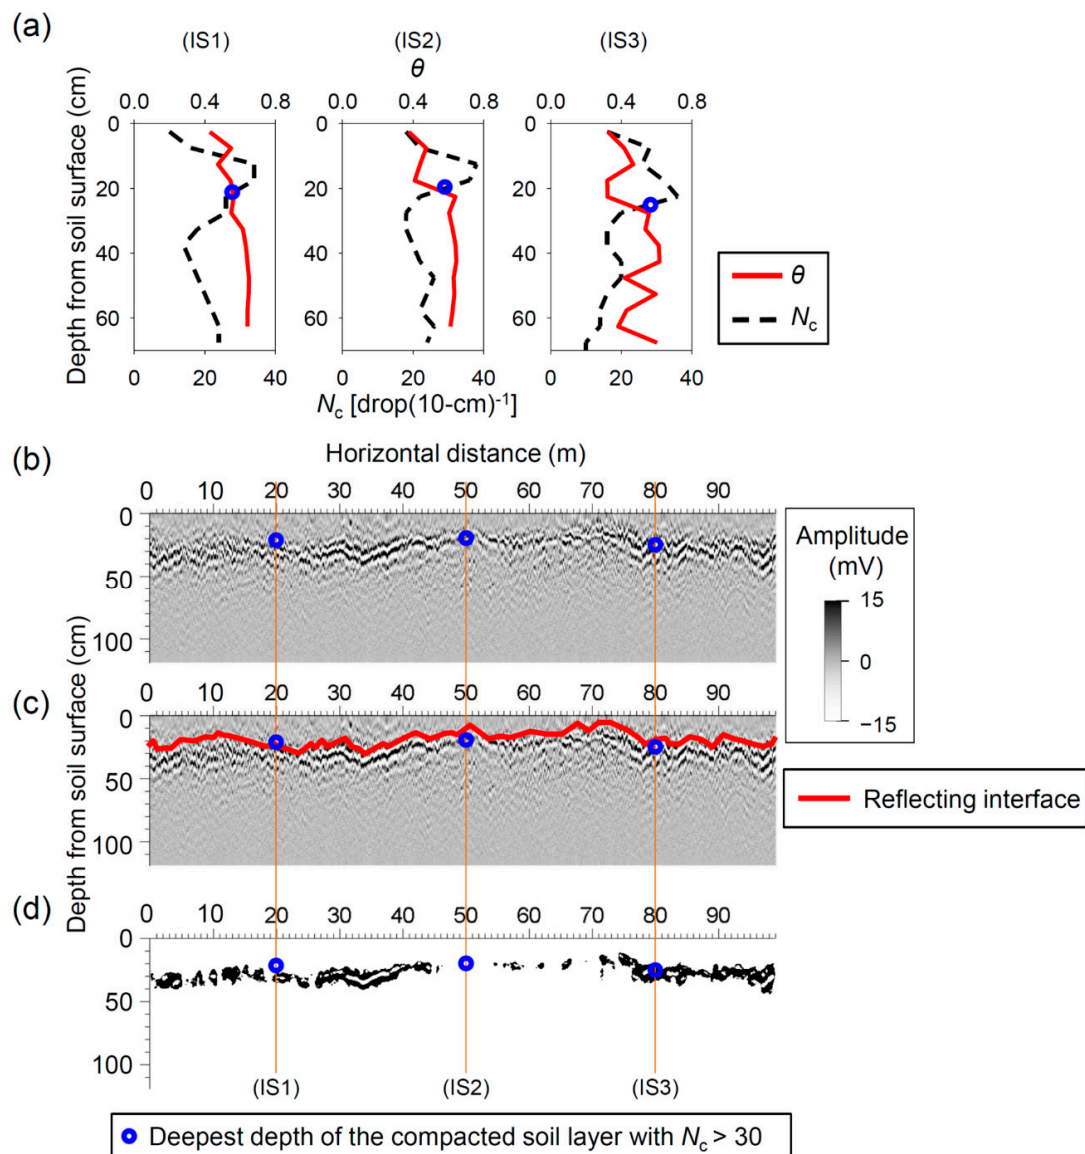 (a)
(IS1) (IS2) (IS3)
θ
0.0 0.4 0.8 0.0 0.4 0.8 0.0 0.4 0.8
Depth from soil surface (cm)
0 0 0
20 20 20
40 40 40
60 60 60
0 20 40 0 20 40 0 20 40
N_c [drop(10-cm)⁻¹]
θ
N_c
(b)
Horizontal distance (m)
0 10 20 30 40 50 60 70 80 90
0
50
100
Amplitude
(mV)
15
0
−15
Depth from soil surface (cm)
(c)
0 10 20 30 40 50 60 70 80 90
0
50
100
Reflecting interface
(d)
0 10 20 30 40 50 60 70 80 90
0
50
100
(IS1) (IS2) (IS3)
Deepest depth of the compacted soil layer with N_c > 30